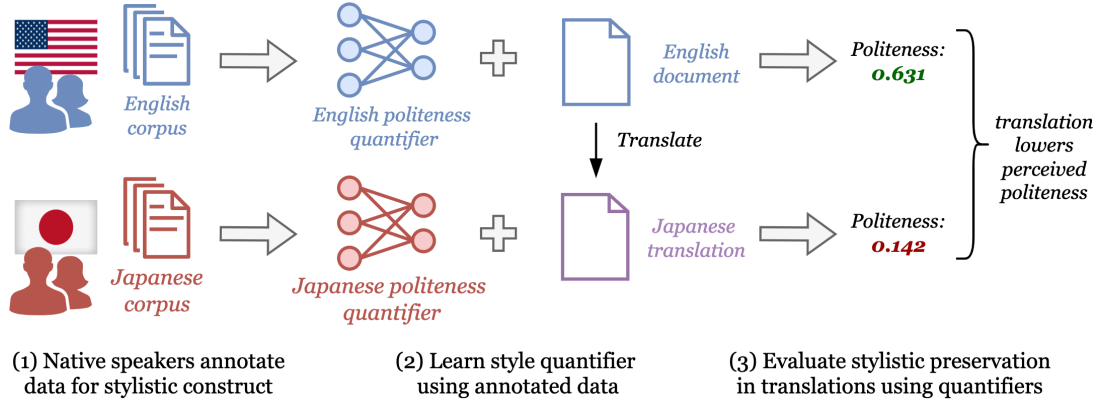 English
corpus
English politeness
quantifier
English
document
Politeness:
0.631
Translate
translation
lowers
perceived
politeness
Japanese
corpus
Japanese politeness
quantifier
Japanese
translation
Politeness:
0.142
(1) Native speakers annotate
data for stylistic construct
(2) Learn style quantifier
using annotated data
(3) Evaluate stylistic preservation
in translations using quantifiers